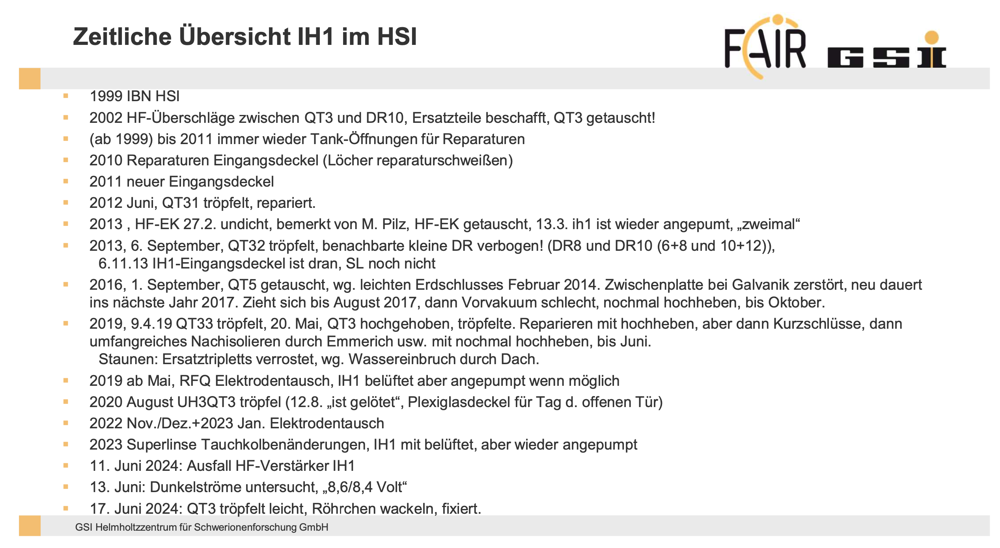 Zeitliche Übersicht IH1 im HSI
FAIR GSI
1999 IBN HSI
2002 HF-Überschläge zwischen QT3 und DR10, Ersatzteile beschafft, QT3 getauscht!
(ab 1999) bis 2011 immer wieder Tank-Öffnungen für Reparaturen
2010 Reparaturen Eingangsdeckel (Löcher reparaturschweißen)
2011 neuer Eingangsdeckel
2012 Juni, QT31 tröpfelt, repariert.
2013 , HF-EK 27.2. undicht, bemerkt von M. Pilz, HF-EK getauscht, 13.3. ih1 ist wieder angepumt, „zweimal“
2013, 6. September, QT32 tröpfelt, benachbarte kleine DR verbogen! (DR8 und DR10 (6+8 und 10+12)),
6.11.13 IH1-Eingangsdeckel ist dran, SL noch nicht
2016, 1. September, QT5 getauscht, wg. leichten Erdschlusses Februar 2014. Zwischenplatte bei Galvanik zerstört, neu dauert
ins nächste Jahr 2017. Zieht sich bis August 2017, dann Vorvakuum schlecht, nochmal hochheben, bis Oktober.
2019, 9.4.19 QT33 tröpfelt, 20. Mai, QT3 hochgehoben, tröpfelte. Reparieren mit hochheben, aber dann Kurzschlüsse, dann
umfangreiches Nachisolieren durch Emmerich usw. mit nochmal hochheben, bis Juni.
Staunen: Ersatztripletts verrostet, wg. Wassereinbruch durch Dach.
2019 ab Mai, RFQ Elektrodentausch, IH1 belüftet aber angepumpt wenn möglich
2020 August UH3QT3 tröpfel (12.8. „ist gelötet“, Plexiglasdeckel für Tag d. offenen Tür)
2022 Nov./Dez.+2023 Jan. Elektrodentausch
2023 Superlinse Tauchkolbenänderungen, IH1 mit belüftet, aber wieder angepumpt
11. Juni 2024: Ausfall HF-Verstärker IH1
13. Juni: Dunkelströme untersucht, „8,6/8,4 Volt“
17. Juni 2024: QT3 tröpfelt leicht, Röhrchen wackeln, fixiert.
GSI Helmholtzzentrum für Schwerionenforschung GmbH